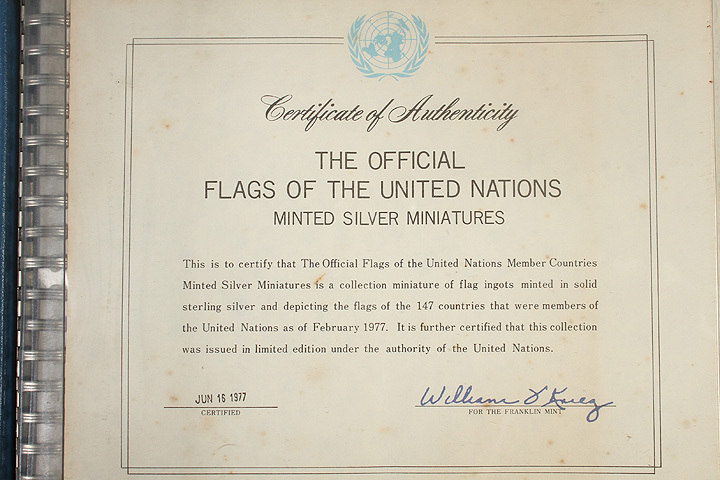 Certificate of Authenticity
THE OFFICIAL
FLAGS OF THE UNITED NATIONS
MINTED SILVER MINIATURES
This is to certify that The Official Flags of the United Nations Member Countries
Minted Silver Miniatures is a collection miniature of flag ingots minted in solid
sterling silver and depicting the flags of the 147 countries that were members of
the United Nations as of February 1977. It is further certified that this collection
was issued in limited edition under the authority of the United Nations.
JUN 16 1977
CERTIFIED
William
FOR THE FRANKLIN MINT